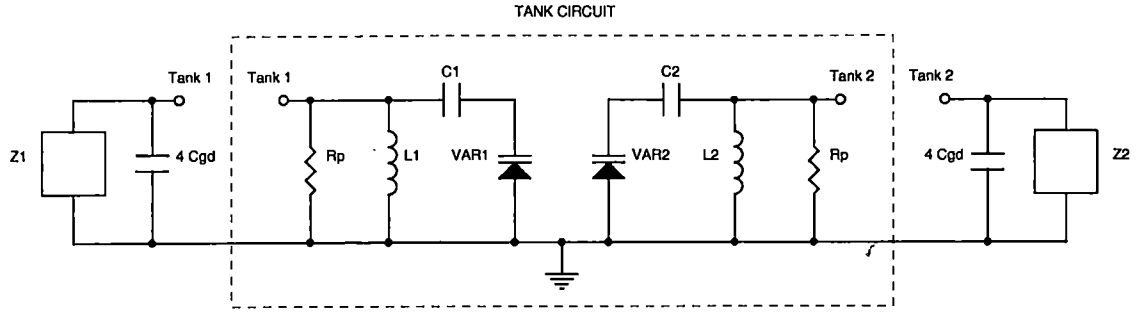 TANK CIRCUIT
C1
C2
Tank 1
Tank 1
Tank 2
Tank 2
Z1
4 Cgd
Rp
L1
VAR1
VAR2
L2
Rp
4 Cgd
Z2